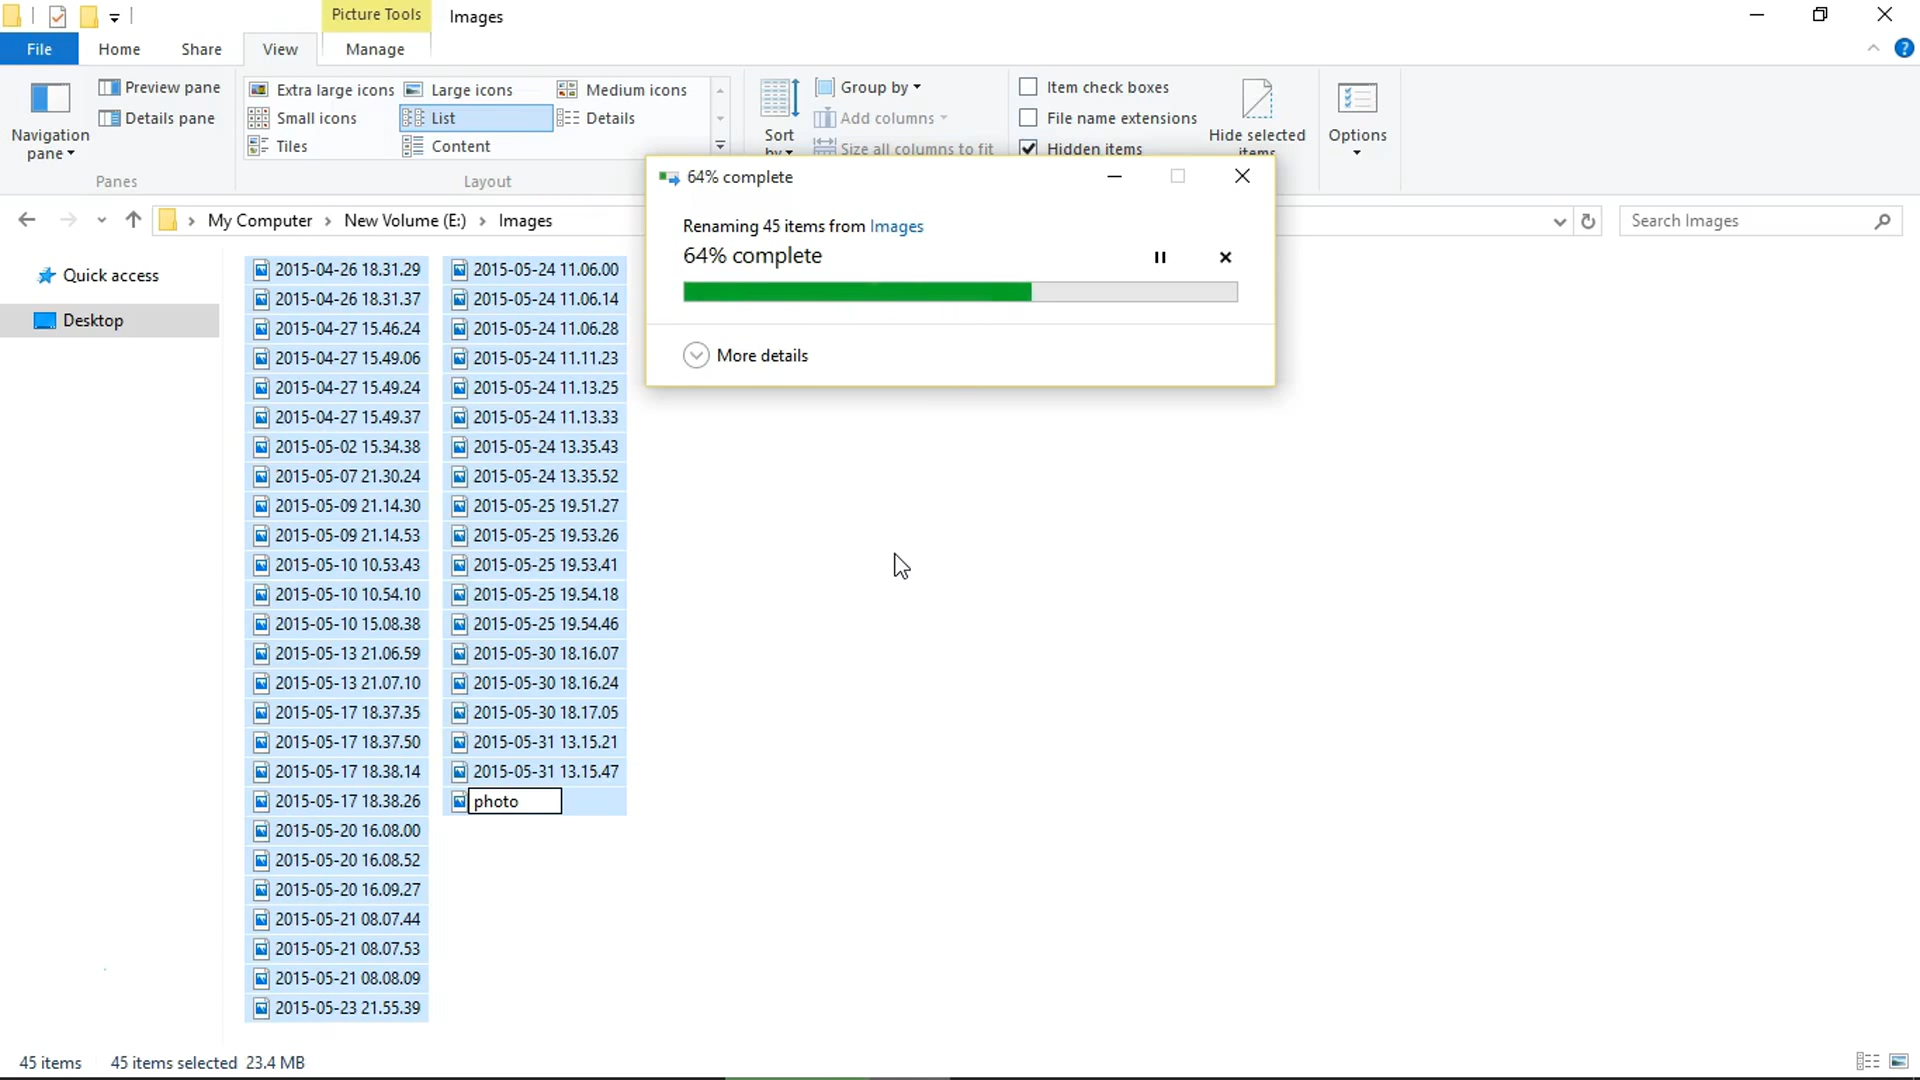 Picture Tools Images
File Home Share View Manage
Navigation pane
Preview pane
Details pane
Panes
Extra large icons Large icons Medium icons
Small icons List Details
Tiles Content
Layout
Sort by
Group by
Add columns
Size all columns to fit
Item check boxes
File name extensions
Hidden items
Hide selected items
Options
64% complete
Renaming 45 items from Images
64% complete
More details
My Computer New Volume (E:) Images
Search Images
Quick access
Desktop
2015-04-26 18.31.29
2015-04-26 18.31.37
2015-04-27 15.46.24
2015-04-27 15.49.06
2015-04-27 15.49.24
2015-04-27 15.49.37
2015-05-02 15.34.38
2015-05-07 21.30.24
2015-05-09 21.14.30
2015-05-09 21.14.53
2015-05-10 10.53.43
2015-05-10 10.54.10
2015-05-10 15.08.38
2015-05-13 21.06.59
2015-05-13 21.07.10
2015-05-17 18.37.35
2015-05-17 18.37.50
2015-05-17 18.38.14
2015-05-17 18.38.26
2015-05-20 16.08.00
2015-05-20 16.08.52
2015-05-20 16.09.27
2015-05-21 08.07.44
2015-05-21 08.07.53
2015-05-21 08.08.09
2015-05-23 21.55.39
2015-05-24 11.06.00
2015-05-24 11.06.14
2015-05-24 11.06.28
2015-05-24 11.11.23
2015-05-24 11.13.25
2015-05-24 11.13.33
2015-05-24 13.35.43
2015-05-24 13.35.52
2015-05-25 19.51.27
2015-05-25 19.53.26
2015-05-25 19.53.41
2015-05-25 19.54.18
2015-05-25 19.54.46
2015-05-30 18.16.07
2015-05-30 18.16.24
2015-05-30 18.17.05
2015-05-31 13.15.21
2015-05-31 13.15.47
photo
45 items 45 items selected 23.4 MB